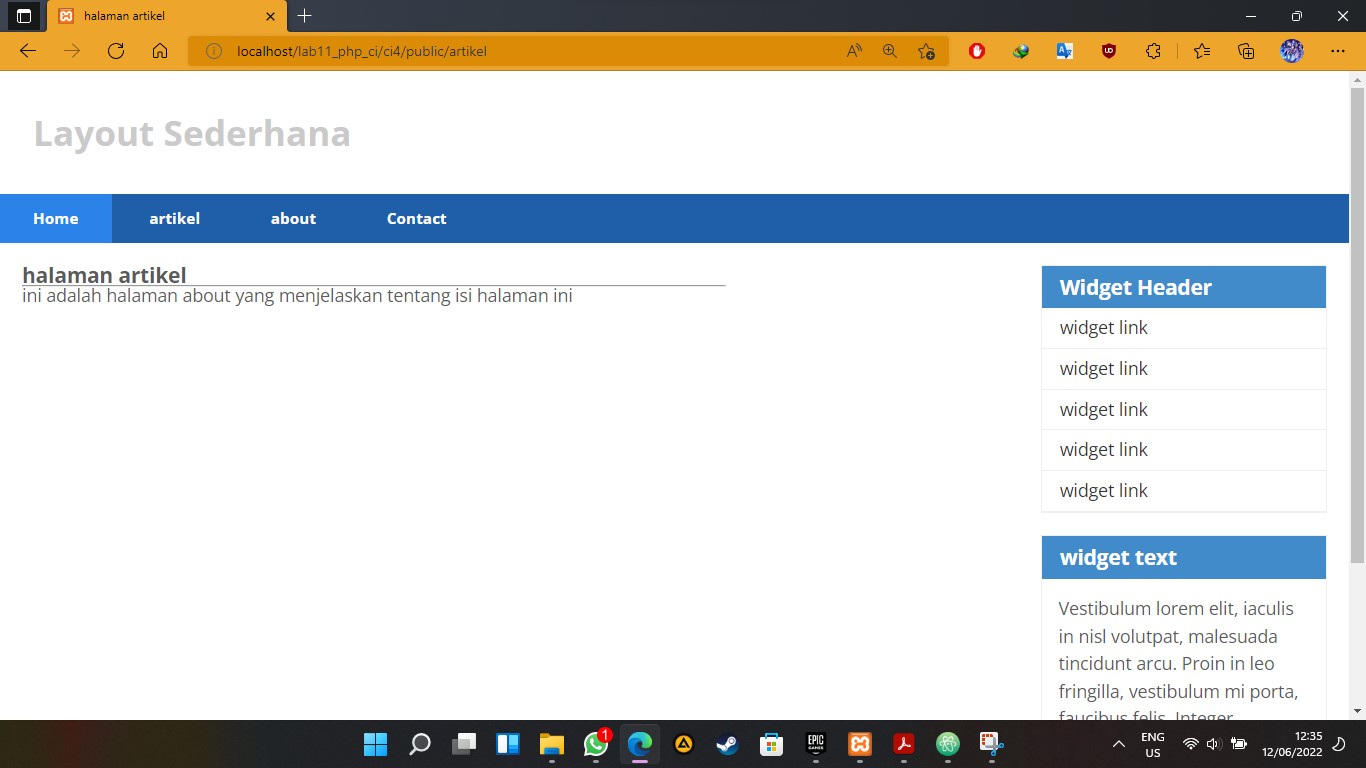 halaman artikel
localhost/lab11_php_ci/ci4/public/artikel
Layout Sederhana
Home artikel about Contact
halaman artikel
ini adalah halaman about yang menjelaskan tentang isi halaman ini
Widget Header
widget link
widget link
widget link
widget link
widget link
widget text
Vestibulum lorem elit, iaculis
in nisl volutpat, malesuada
tincidunt arcu. Proin in leo
fringilla, vestibulum mi porta,
faucibus felis. Integer
1
EPIC
GAMES
ENG
US
12:35
12/06/2022